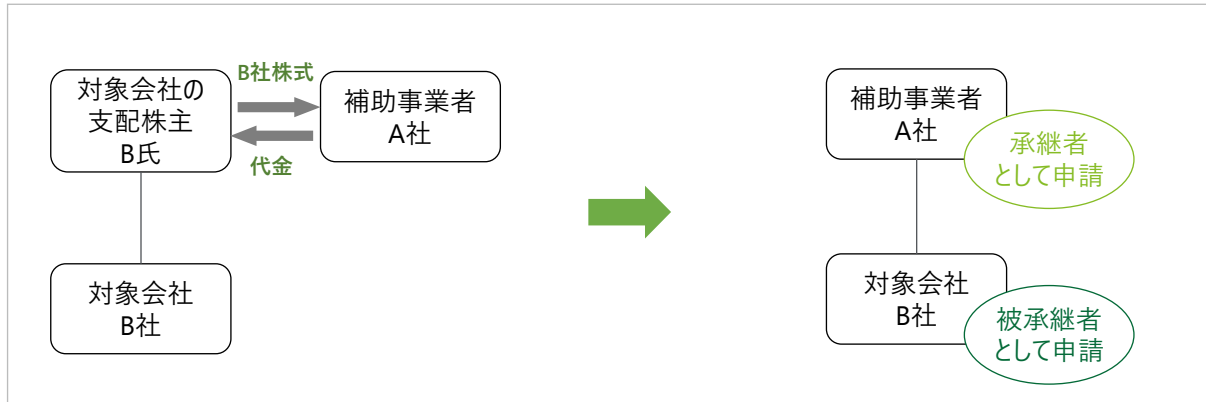 対象会社の
支配株主
B氏
B社株式
代金
補助事業者
A社
対象会社
B社
補助事業者
A社
承継者
として申請
対象会社
B社
被承継者
として申請